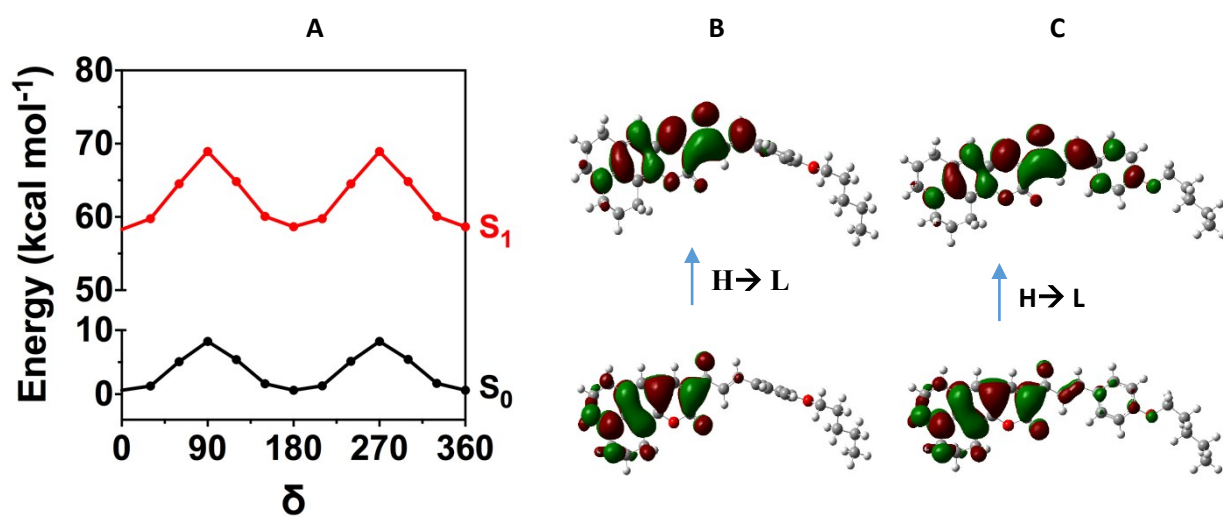 A
B
C
Energy (kcal mol⁻¹)
80
70
60
50
10
0
S₁
S₀
0 90 180 270 360
δ
H→ L
H→ L